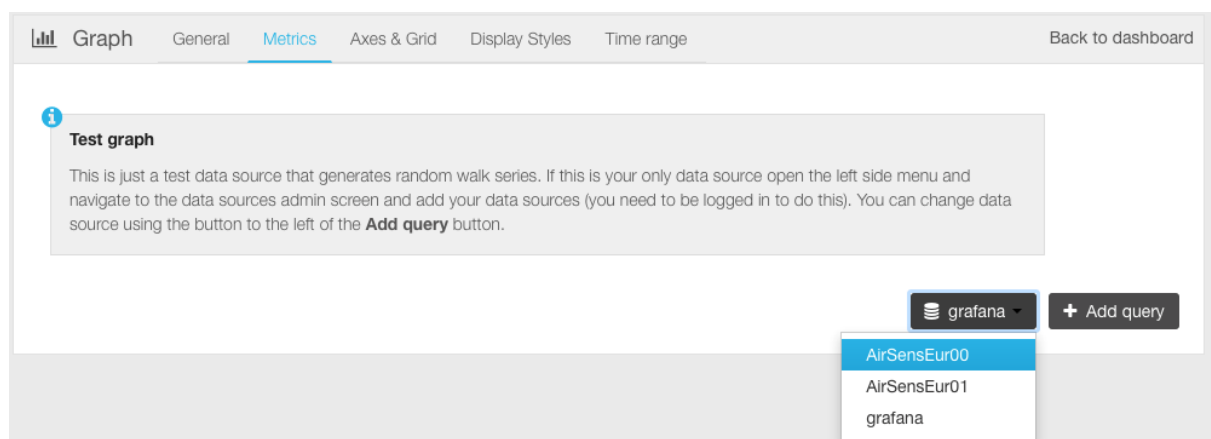 Graph General Metrics Axes & Grid Display Styles Time range Back to dashboard
Test graph
This is just a test data source that generates random walk series. If this is your only data source open the left side menu and
navigate to the data sources admin screen and add your data sources (you need to be logged in to do this). You can change data
source using the button to the left of the Add query button.
grafana + Add query
AirSensEur00
AirSensEur01
grafana